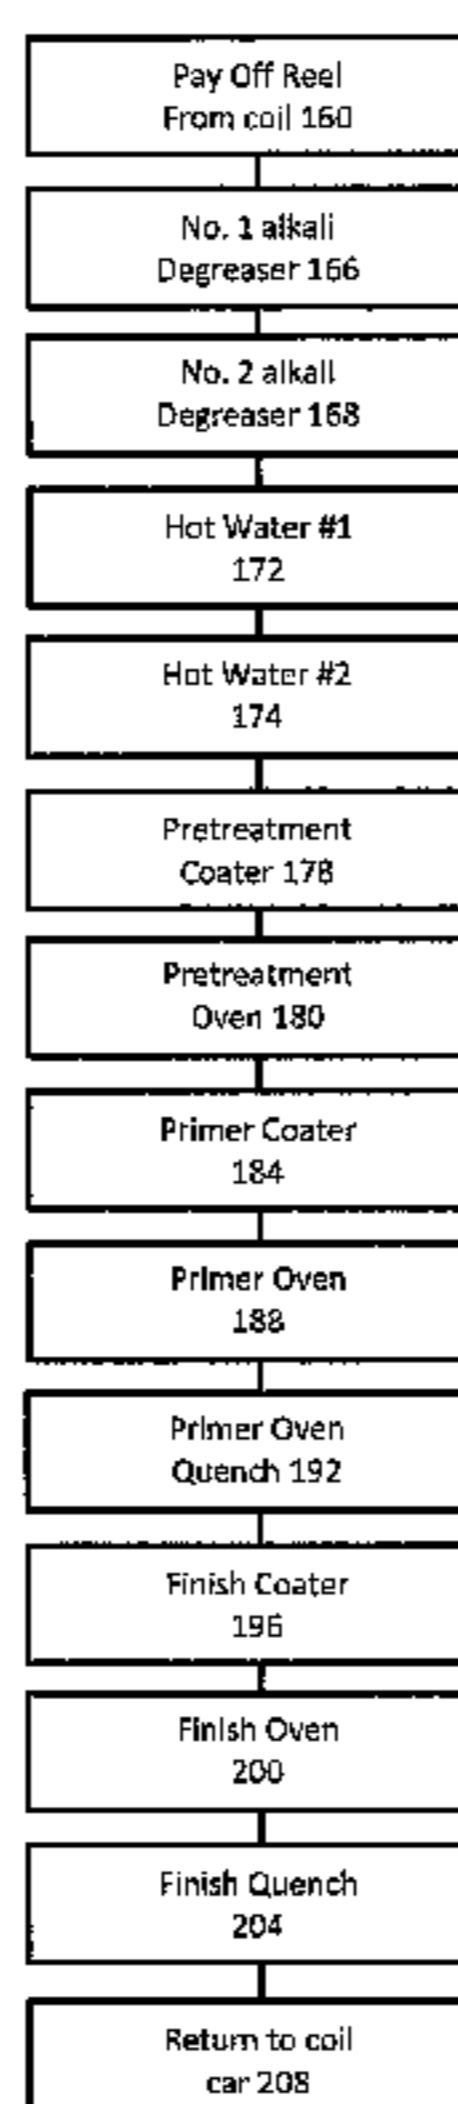 Pay Off Reel
From coil 160
No. 1 alkali
Degreaser 166
No. 2 alkali
Degreaser 168
Hot Water #1
172
Hot Water #2
174
Pretreatment
Coater 178
Pretreatment
Oven 180
Primer Coater
184
Primer Oven
188
Primer Oven
Quench 192
Finish Coater
196
Finish Oven
200
Finish Quench
204
Return to coil
car 208